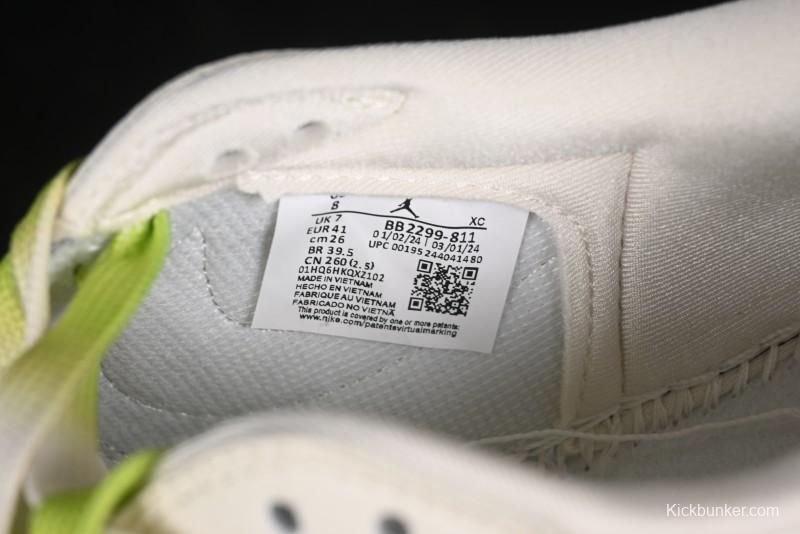 8
UK 7
EUR 41
cm 26
BR 39.5
CN 260 (2.5)
01HQ6HKQXZ102
MADE IN VIETNAM
HECHO EN VIETNAM
FABRIQUE AU VIETNAM
FABRICADO NO VIETNÃ
This product is covered by one or more patents:
www.nike.com/patentsvirtualmarking
XC
BB2299-811
01/02/24 | 03/01/24
UPC 00195244041480
Kickbunker.com